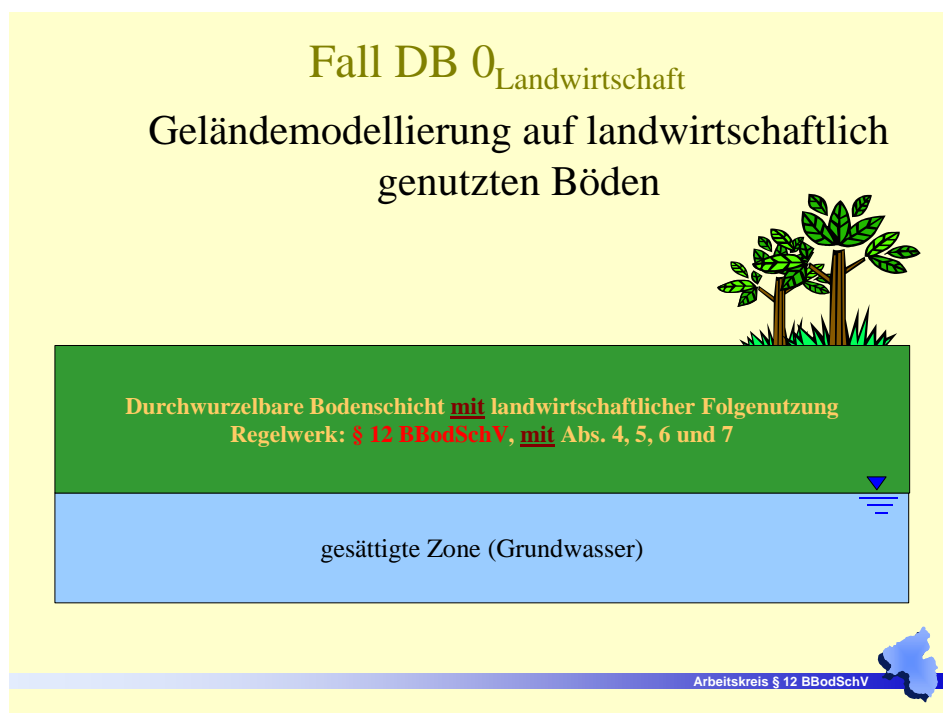 Fall DB 0Landwirtschaft
Geländemodellierung auf landwirtschaftlich
genutzten Böden
Durchwurzelbare Bodenschicht mit landwirtschaftlicher Folgenutzung
Regelwerk: § 12 BBodSchV, mit Abs. 4, 5, 6 und 7
gesättigte Zone (Grundwasser)
Arbeitskreis § 12 BBodSchV